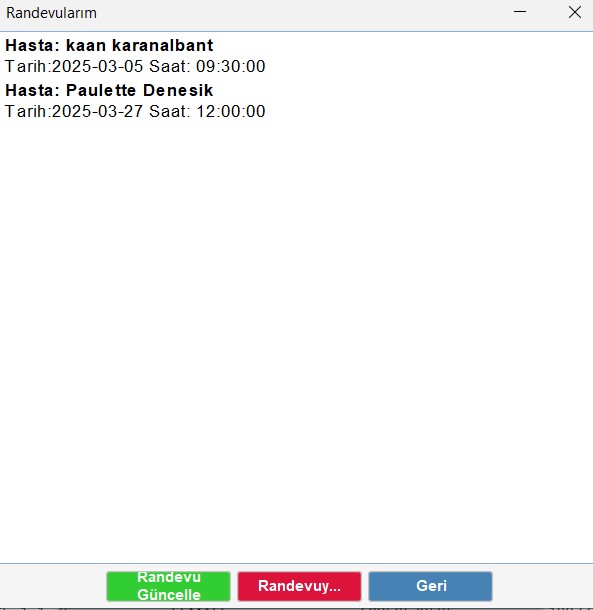 Randevularım
Hasta: kaan karanalbant
Tarih:2025-03-05 Saat: 09:30:00
Hasta: Paulette Denesik
Tarih:2025-03-27 Saat: 12:00:00
Randevu
Güncelle
Randevuy...
Geri